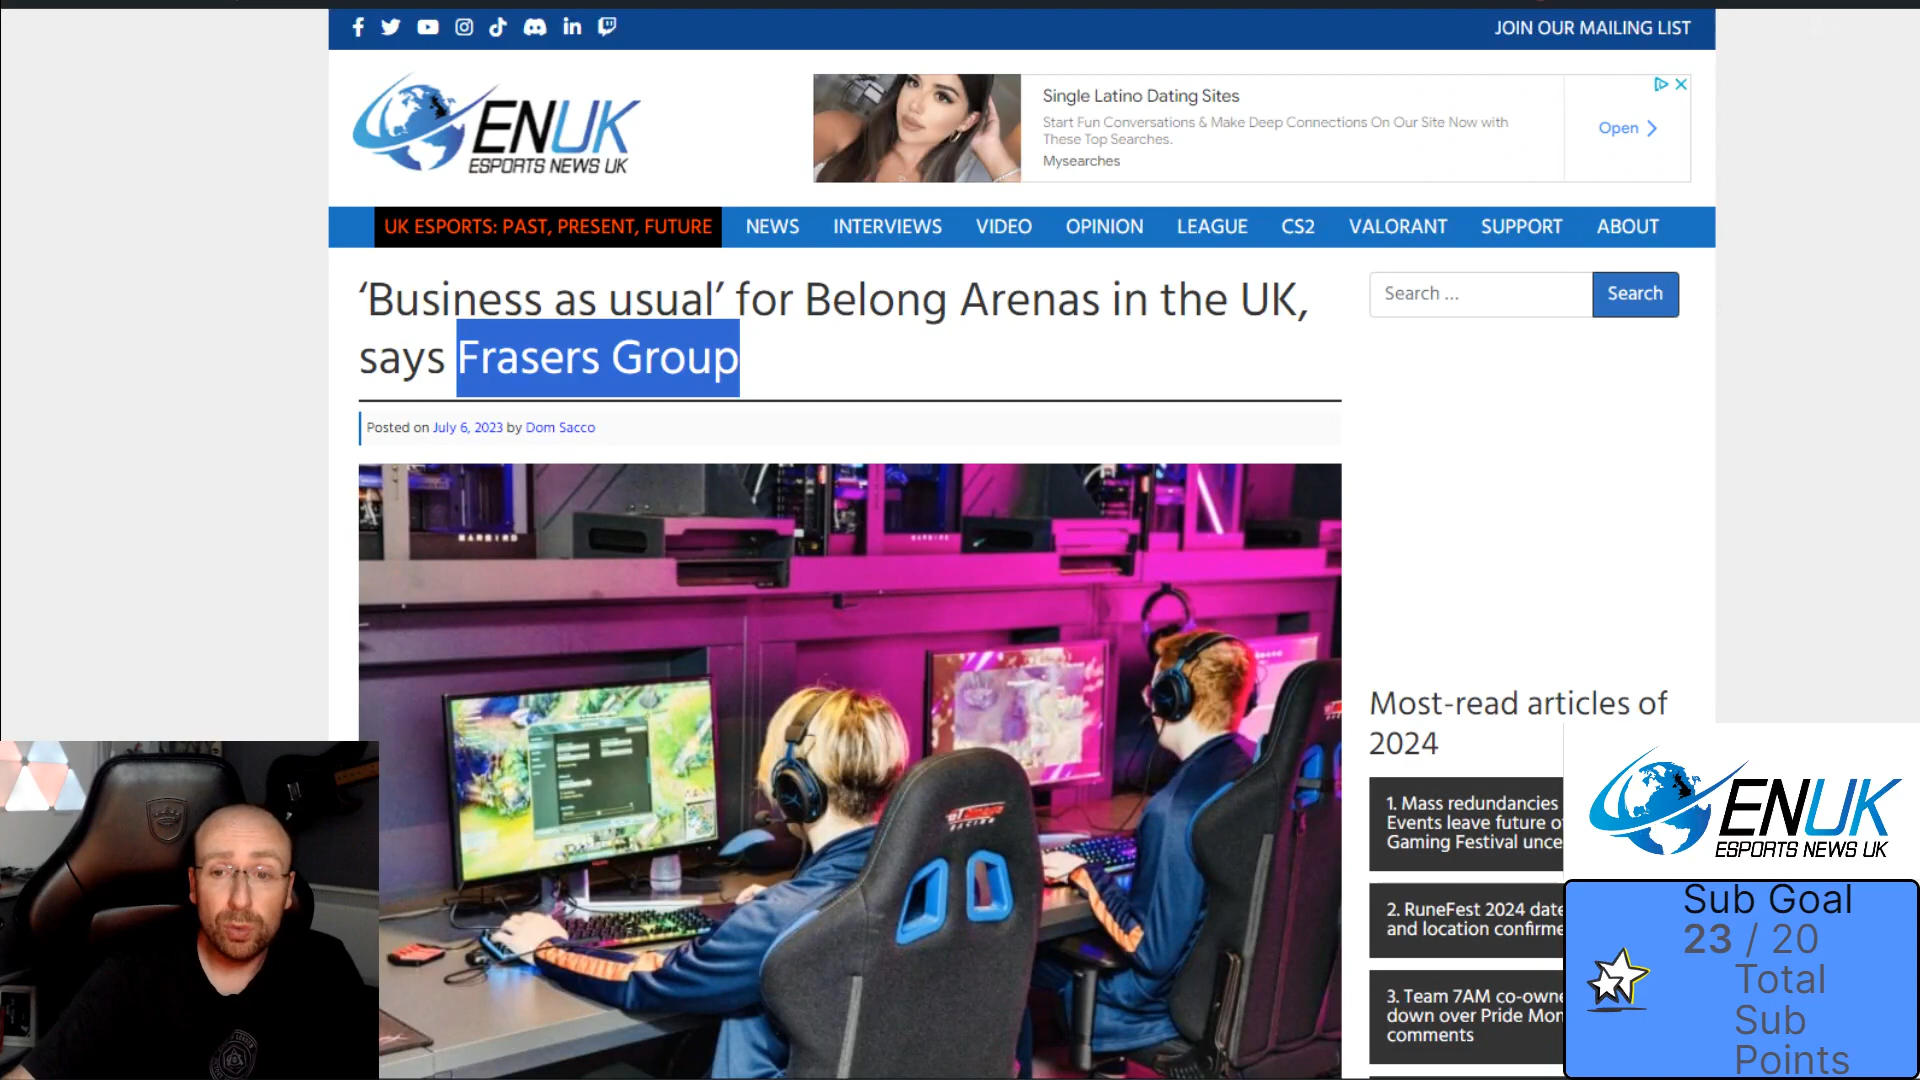 JOIN OUR MAILING LIST
ENUK
ESPORTS NEWS UK
Single Latino Dating Sites
Start Fun Conversations & Make Deep Connections On Our Site Now with
These Top Searches.
Mysearches
Open
UK ESPORTS: PAST, PRESENT, FUTURE
NEWS
INTERVIEWS
VIDEO
OPINION
LEAGUE
CS2
VALORANT
SUPPORT
ABOUT
‘Business as usual’ for Belong Arenas in the UK,
says Frasers Group
Search ...
Search
Posted on July 6, 2023 by Dom Sacco
Most-read articles of
2024
1. Mass redundancies
Events leave future o
Gaming Festival unce
2. RuneFest 2024 date
and location confirme
3. Team 7AM co-owne
down over Pride Mon
comments
ENUK
ESPORTS NEWS UK
Sub Goal
23 / 20
Total
Sub
Points